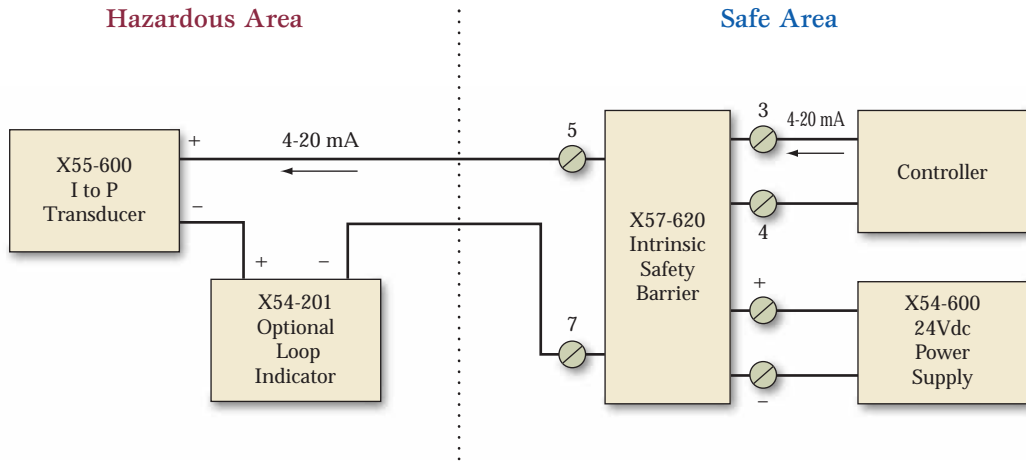 Hazardous Area
Safe Area
X55-600
I to P
Transducer
+
4-20 mA
−
+
−
X54-201
Optional
Loop
Indicator
5
7
X57-620
Intrinsic
Safety
Barrier
3
4-20 mA
4
Controller
+
−
X54-600
24Vdc
Power
Supply